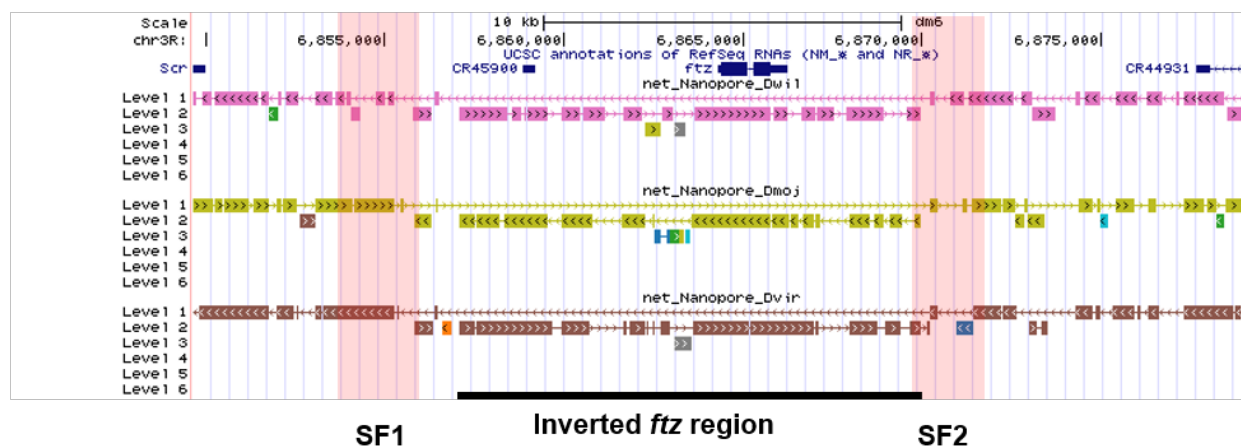 Scale 10 kb dm6
chr3R: 6,855,000 6,860,000 6,865,000 6,870,000 6,875,000
UCSC annotations of RefSeq RNAs (NM_* and NR_*)
Scr CR45900 ftz CR44931
net_Nanopore_Dwil
Level 1
Level 2
Level 3
Level 4
Level 5
Level 6
net_Nanopore_Dmoj
Level 1
Level 2
Level 3
Level 4
Level 5
Level 6
net_Nanopore_Dvir
Level 1
Level 2
Level 3
Level 4
Level 5
Level 6
SF1 Inverted ftz region SF2